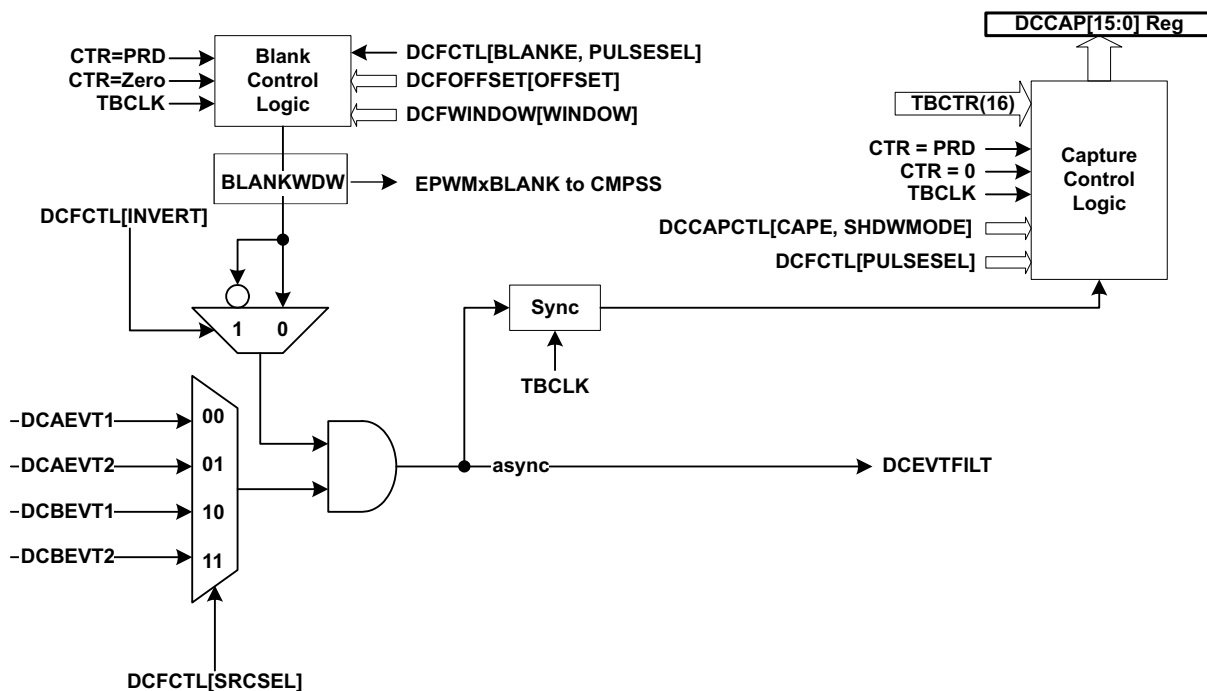 DCCAP[15:0] Reg
CTR=PRD
CTR=Zero
TBCLK
Blank
Control
Logic
DCFCTL[BLANKE, PULSESEL]
DCFOFFSET[OFFSET]
DCFWINDOW[WINDOW]
TBCTR(16)
CTR = PRD
CTR = 0
TBCLK
DCCAPCTL[CAPE, SHDWMODE]
DCFCTL[PULSESEL]
Capture
Control
Logic
BLANKWDW
EPWMxBLANK to CMPSS
DCFCTL[INVERT]
1 0
Sync
TBCLK
DCAEVT1
DCAEVT2
DCBEVT1
DCBEVT2
00
01
10
11
async
DCEVTFILT
DCFCTL[SRCSEL]